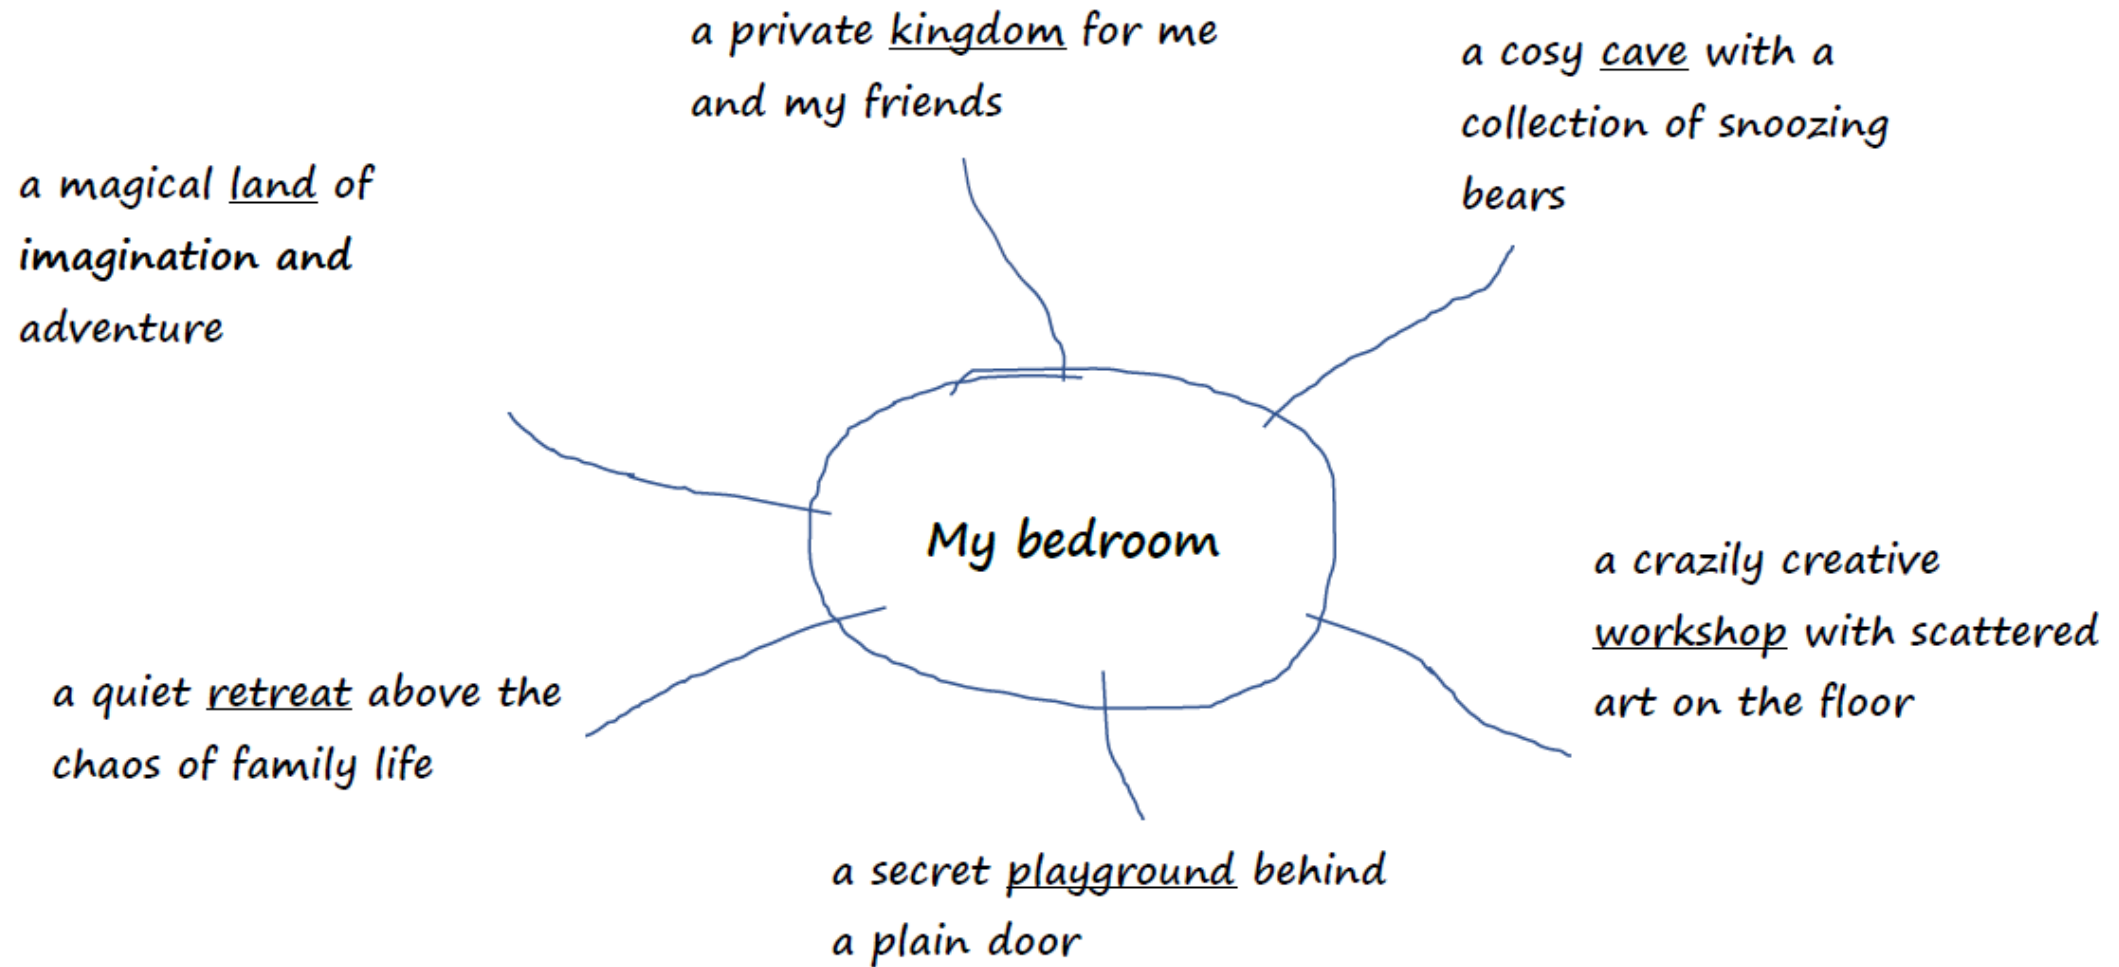 a private kingdom for me
and my friends
a cosy cave with a
collection of snoozing
bears
a magical land of
imagination and
adventure
My bedroom
a crazily creative
workshop with scattered
art on the floor
a quiet retreat above the
chaos of family life
a secret playground behind
a plain door